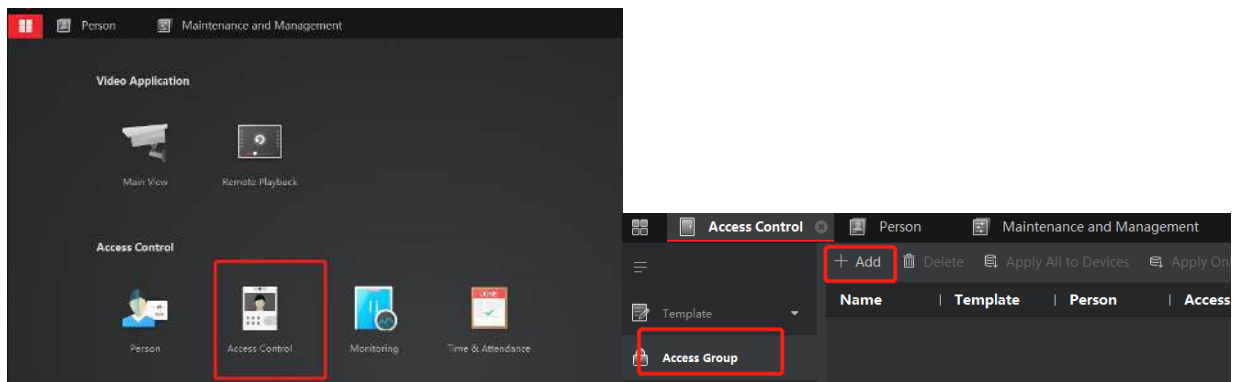 Person Maintenance and Management
Video Application
Main View Remote Playback
Access Control
Person Access Control Monitoring Time & Attendance
Access Control Person Maintenance and Management
Add Delete Apply All to Devices Apply Onl
Name Template Person Access
Template
Access Group